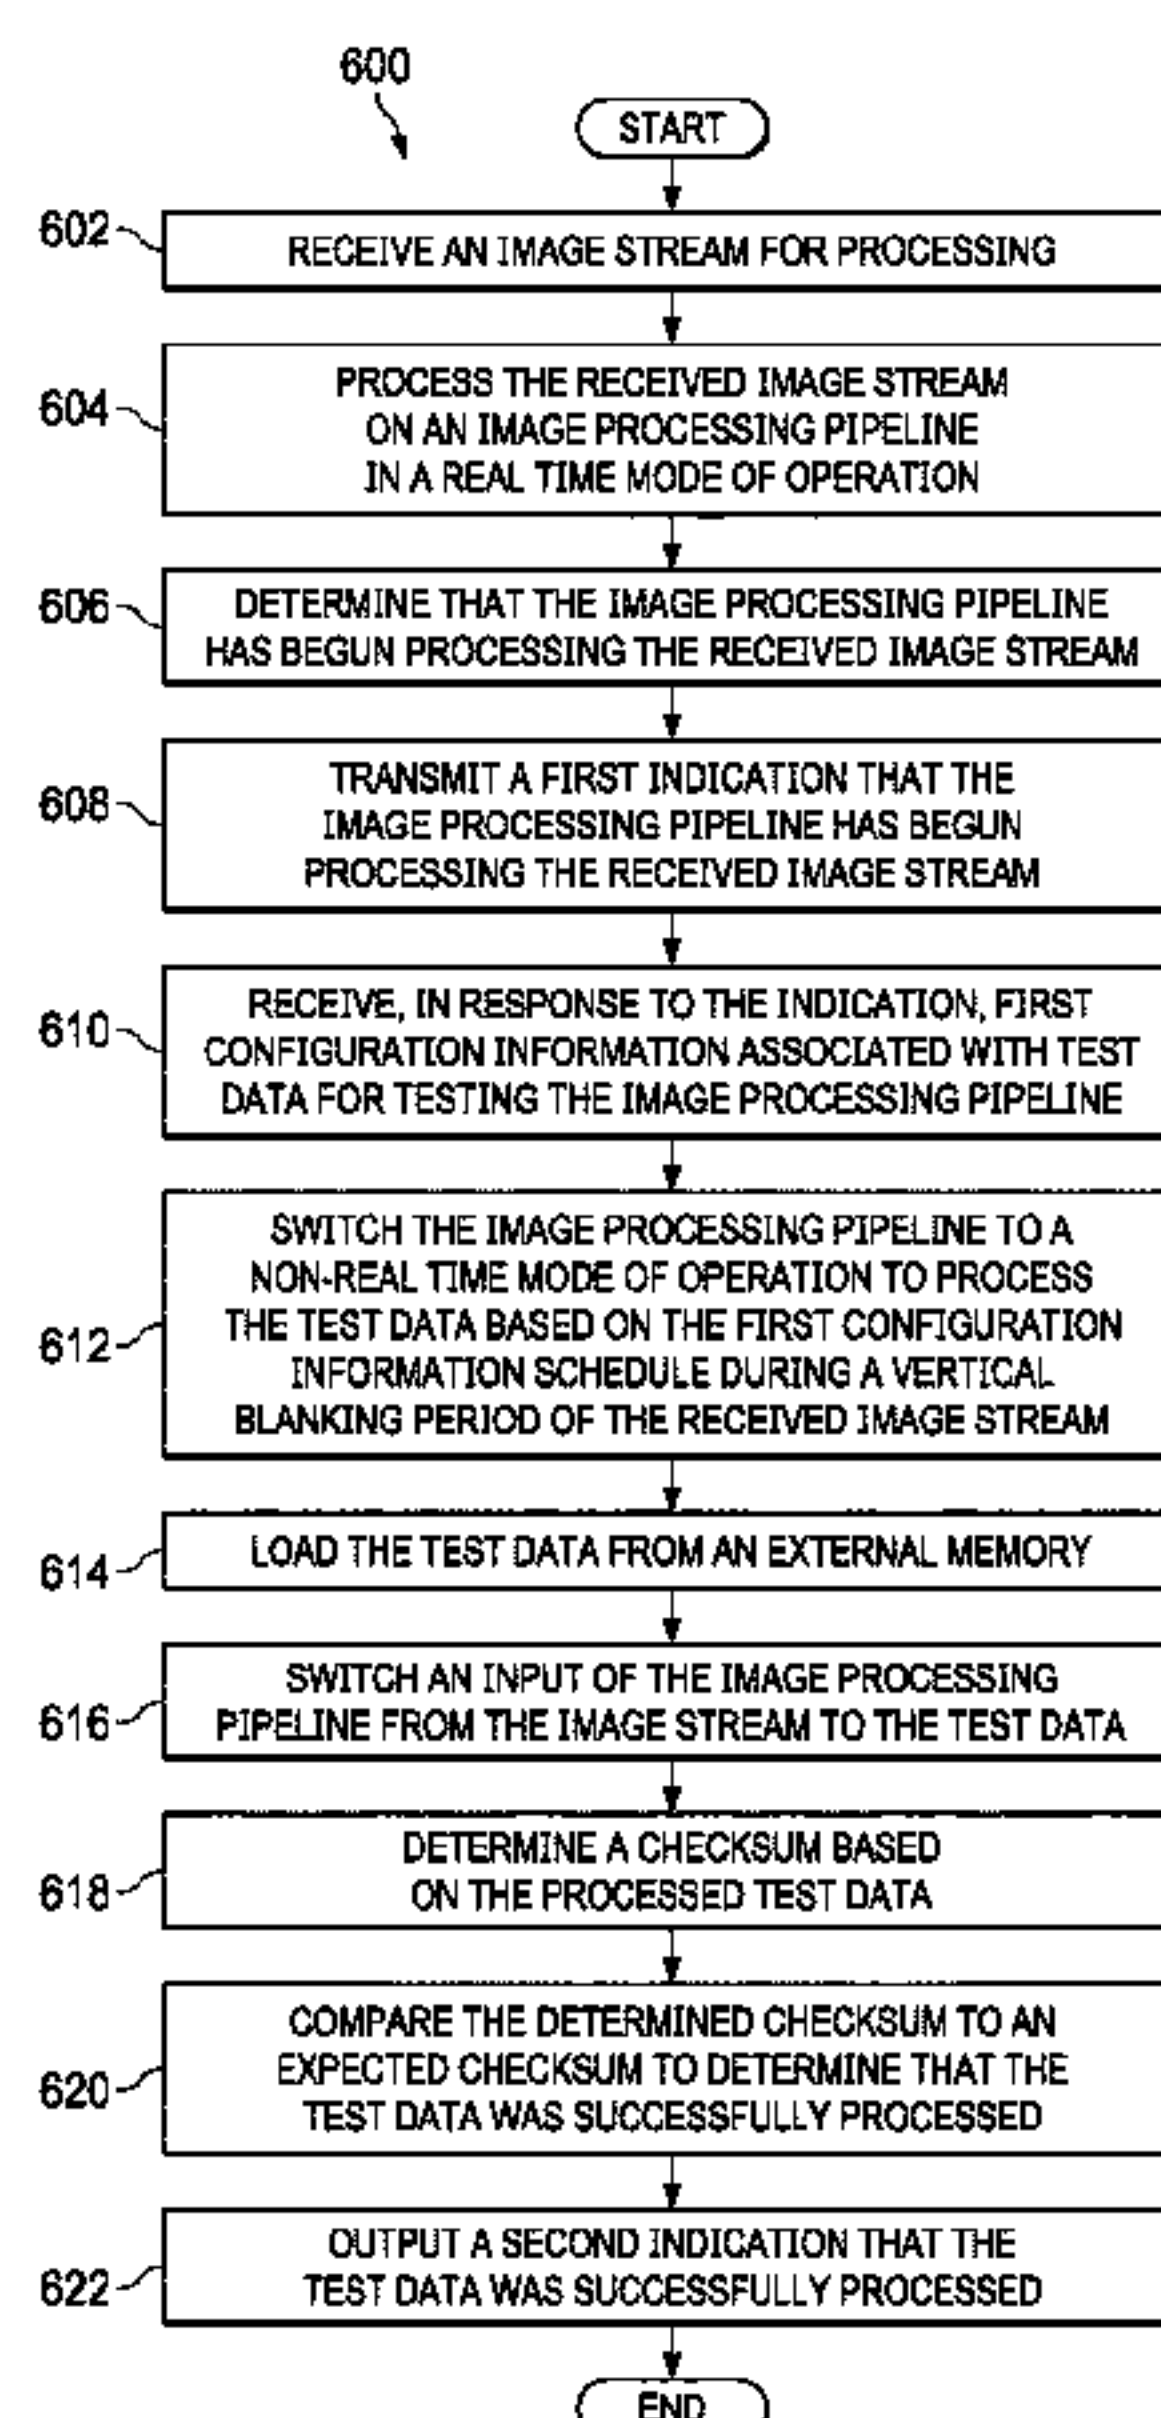 600
START
602
RECEIVE AN IMAGE STREAM FOR PROCESSING
604
PROCESS THE RECEIVED IMAGE STREAM
ON AN IMAGE PROCESSING PIPELINE
IN A REAL TIME MODE OF OPERATION
606
DETERMINE THAT THE IMAGE PROCESSING PIPELINE
HAS BEGUN PROCESSING THE RECEIVED IMAGE STREAM
608
TRANSMIT A FIRST INDICATION THAT THE
IMAGE PROCESSING PIPELINE HAS BEGUN
PROCESSING THE RECEIVED IMAGE STREAM
610
RECEIVE, IN RESPONSE TO THE INDICATION, FIRST
CONFIGURATION INFORMATION ASSOCIATED WITH TEST
DATA FOR TESTING THE IMAGE PROCESSING PIPELINE
612
SWITCH THE IMAGE PROCESSING PIPELINE TO A
NON-REAL TIME MODE OF OPERATION TO PROCESS
THE TEST DATA BASED ON THE FIRST CONFIGURATION
INFORMATION SCHEDULE DURING A VERTICAL
BLANKING PERIOD OF THE RECEIVED IMAGE STREAM
614
LOAD THE TEST DATA FROM AN EXTERNAL MEMORY
616
SWITCH AN INPUT OF THE IMAGE PROCESSING
PIPELINE FROM THE IMAGE STREAM TO THE TEST DATA
618
DETERMINE A CHECKSUM BASED
ON THE PROCESSED TEST DATA
620
COMPARE THE DETERMINED CHECKSUM TO AN
EXPECTED CHECKSUM TO DETERMINE THAT THE
TEST DATA WAS SUCCESSFULLY PROCESSED
622
OUTPUT A SECOND INDICATION THAT THE
TEST DATA WAS SUCCESSFULLY PROCESSED
END